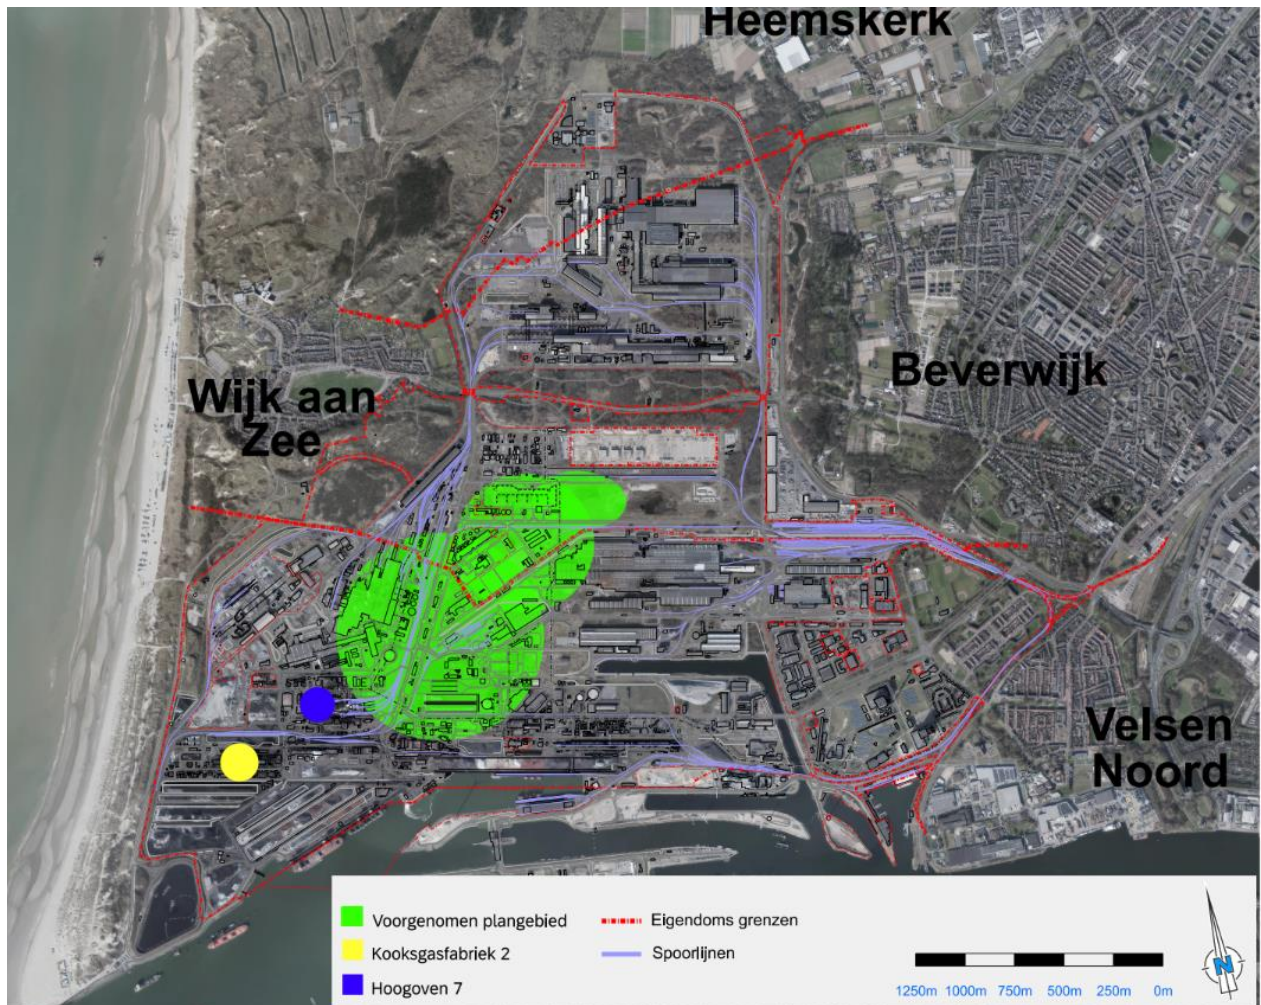 Heemskerk
Beverwijk
Wijk aan
Zee
Velsen
Noord
Voorgenomen plangebied
Eigendoms grenzen
Kooksgasfabriek 2
Spoorlijnen
Hoogoven 7
1250m 1000m 750m 500m 250m 0m
N